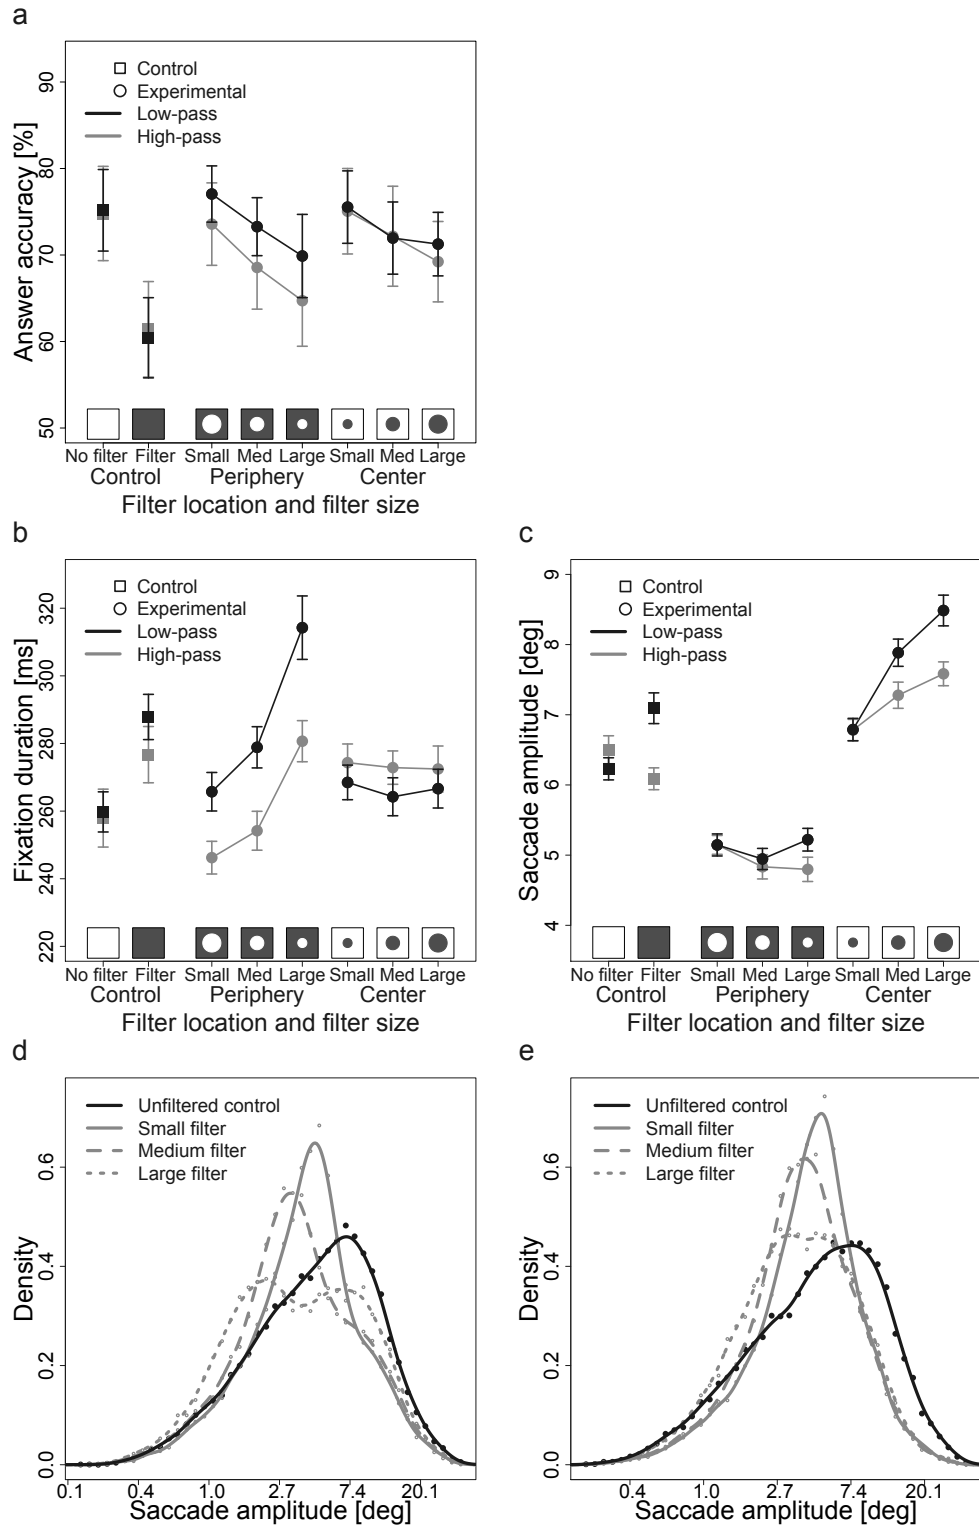 a
Answer accuracy [%]
90
80
70
60
50
Control
Experimental
Low-pass
High-pass
No filter Filter Small Med Large Small Med Large
Control Periphery Center
Filter location and filter size
b
Fixation duration [ms]
320
300
280
260
240
220
Control
Experimental
Low-pass
High-pass
No filter Filter Small Med Large Small Med Large
Control Periphery Center
Filter location and filter size
c
Saccade amplitude [deg]
9
8
7
6
5
4
Control
Experimental
Low-pass
High-pass
No filter Filter Small Med Large Small Med Large
Control Periphery Center
Filter location and filter size
d
Density
0.6
0.4
0.2
0.0
Unfiltered control
Small filter
Medium filter
Large filter
0.1 0.4 1.0 2.7 7.4 20.1
Saccade amplitude [deg]
e
Density
0.6
0.4
0.2
0.0
Unfiltered control
Small filter
Medium filter
Large filter
0.4 1.0 2.7 7.4 20.1
Saccade amplitude [deg]